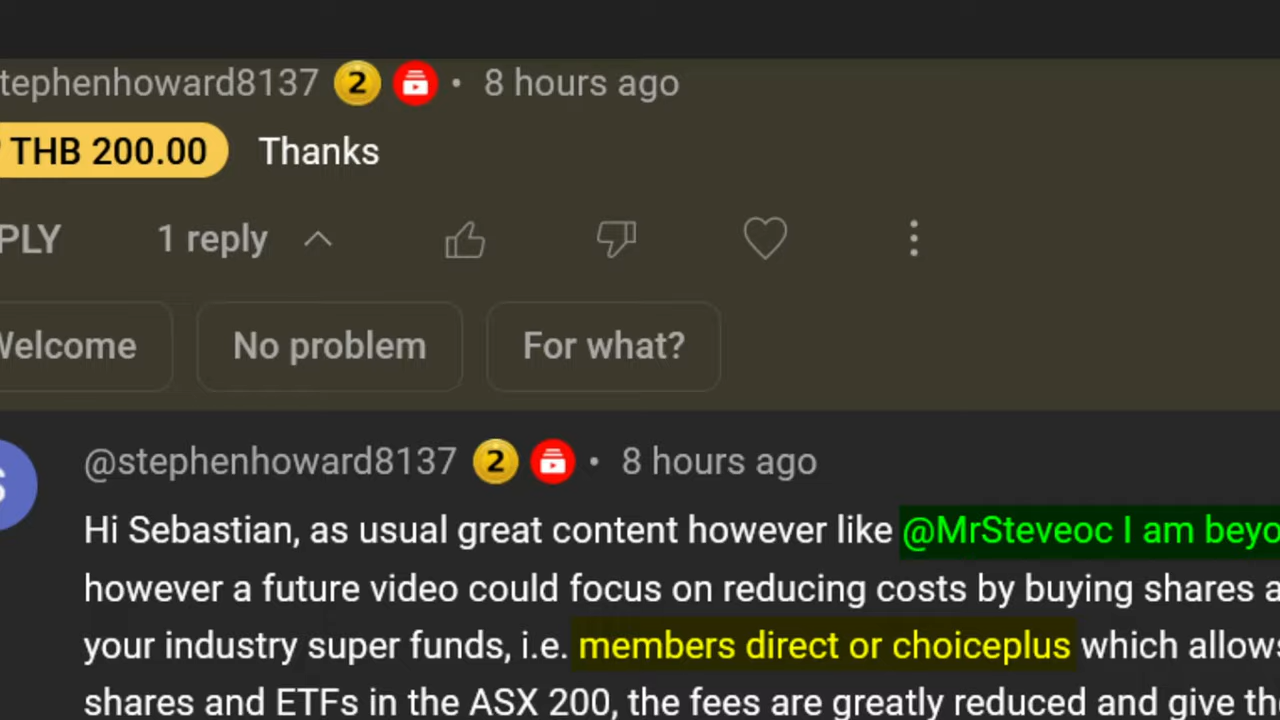 tephenhoward8137 2 • 8 hours ago
THB 200.00 Thanks
PLY 1 reply
Welcome No problem For what?
S @stephenhoward8137 2 • 8 hours ago
Hi Sebastian, as usual great content however like @MrSteveoc I am beyo
however a future video could focus on reducing costs by buying shares a
your industry super funds, i.e. members direct or choiceplus which allows
shares and ETFs in the ASX 200, the fees are greatly reduced and give th